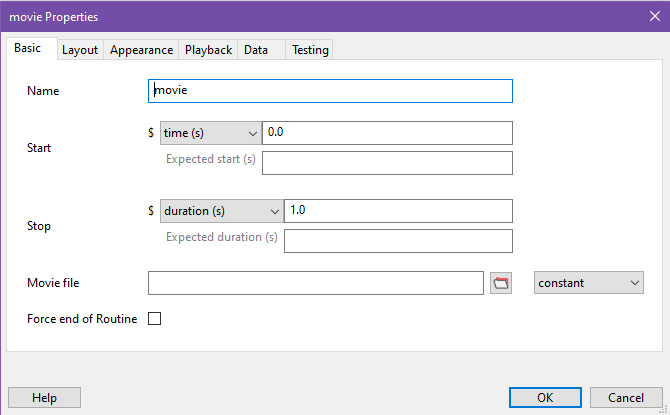 movie Properties
Basic Layout Appearance Playback Data Testing
Name movie
Start $ time (s) 0.0
Expected start (s)
Stop $ duration (s) 1.0
Expected duration (s)
Movie file constant
Force end of Routine
Help OK Cancel